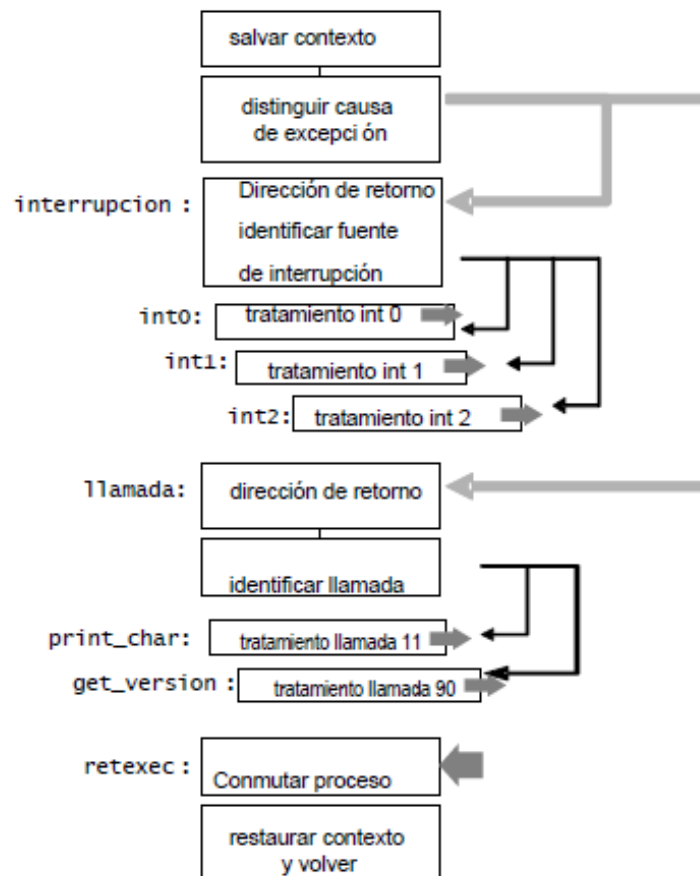 salvar contexto
distinguir causa
de excepci ón
interrupcion :
Dirección de retorno
identificar fuente
de interrupción
int0:
tratamiento int 0
int1:
tratamiento int 1
int2:
tratamiento int 2
llamada:
dirección de retorno
identificar llamada
print_char:
tratamiento llamada 11
get_version :
tratamiento llamada 90
retexec :
Conmutar proceso
restaurar contexto
y volver